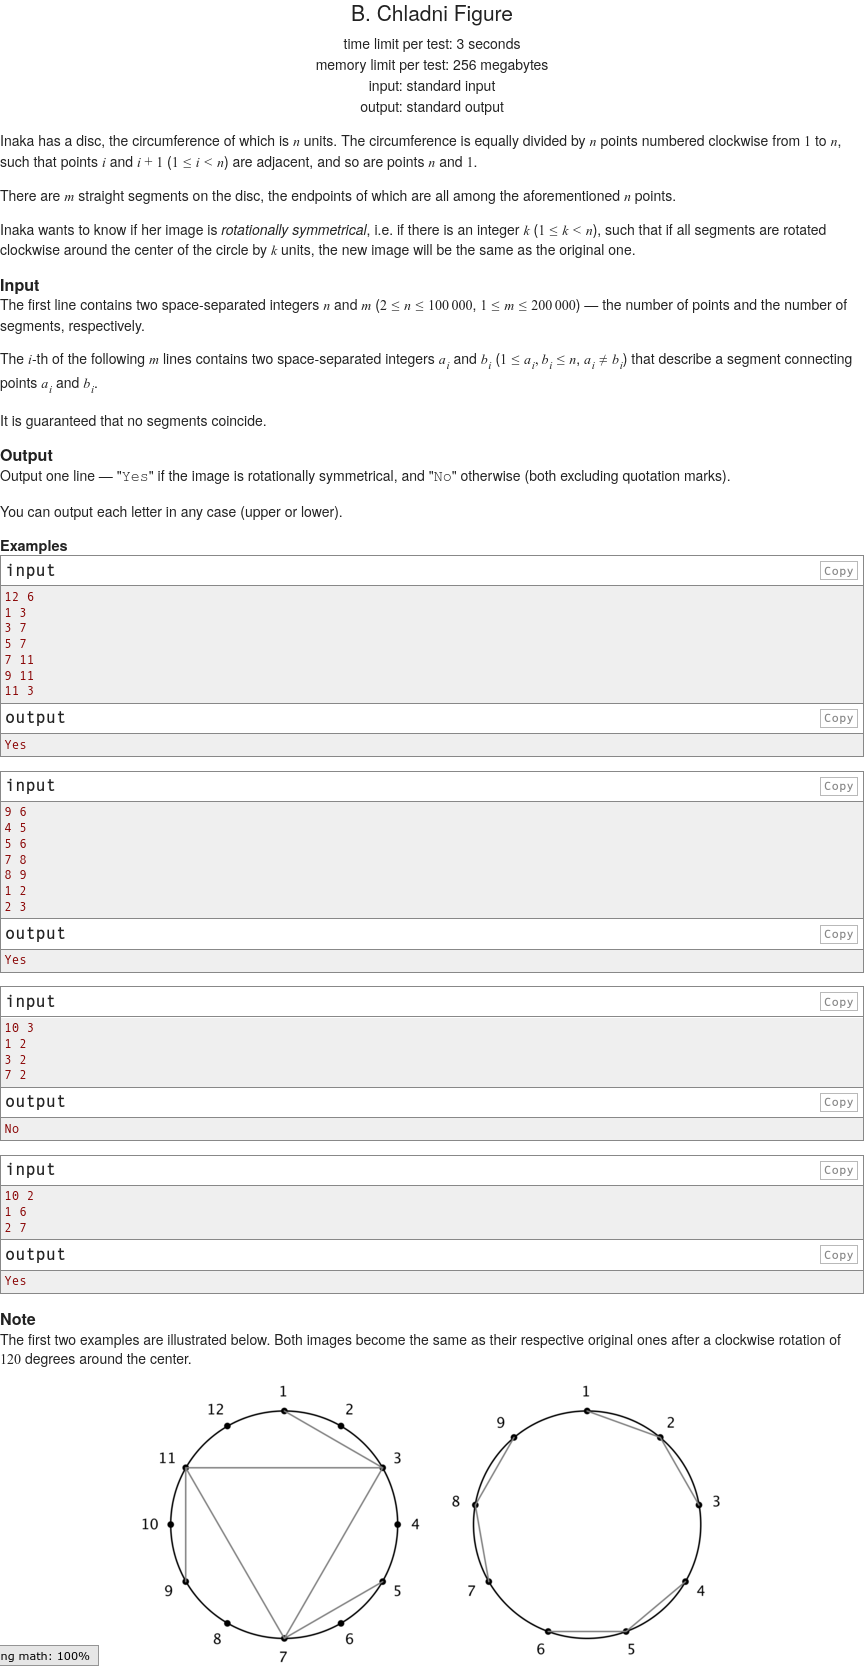 B. Chladni Figure
time limit per test: 3 seconds
memory limit per test: 256 megabytes
input: standard input
output: standard output
Inaka has a disc, the circumference of which is n units. The circumference is equally divided by n points numbered clockwise from 1 to n,
such that points i and i + 1 (1 ≤ i < n) are adjacent, and so are points n and 1.
There are m straight segments on the disc, the endpoints of which are all among the aforementioned n points.
Inaka wants to know if her image is rotationally symmetrical, i.e. if there is an integer k (1 ≤ k < n), such that if all segments are rotated
clockwise around the center of the circle by k units, the new image will be the same as the original one.
Input
The first line contains two space-separated integers n and m (2 ≤ n ≤ 100 000, 1 ≤ m ≤ 200 000) — the number of points and the number of
segments, respectively.
The i-th of the following m lines contains two space-separated integers a_i and b_i (1 ≤ a_i, b_i ≤ n, a_i ≠ b_i) that describe a segment connecting
points a_i and b_i.
It is guaranteed that no segments coincide.
Output
Output one line — "Yes" if the image is rotationally symmetrical, and "No" otherwise (both excluding quotation marks).
You can output each letter in any case (upper or lower).
Examples
input Copy
12 6
1 3
3 7
5 7
7 11
9 11
11 3
output Copy
Yes
input Copy
9 6
4 5
5 6
7 8
8 9
1 2
2 3
output Copy
Yes
input Copy
10 3
1 2
3 2
7 2
output Copy
No
input Copy
10 2
1 6
2 7
output Copy
Yes
Note
The first two examples are illustrated below. Both images become the same as their respective original ones after a clockwise rotation of
120 degrees around the center.
1 2 3 4 5 6 7 8 9 10 11 12
1 2 3 4 5 6 7 8 9
ng math: 100%